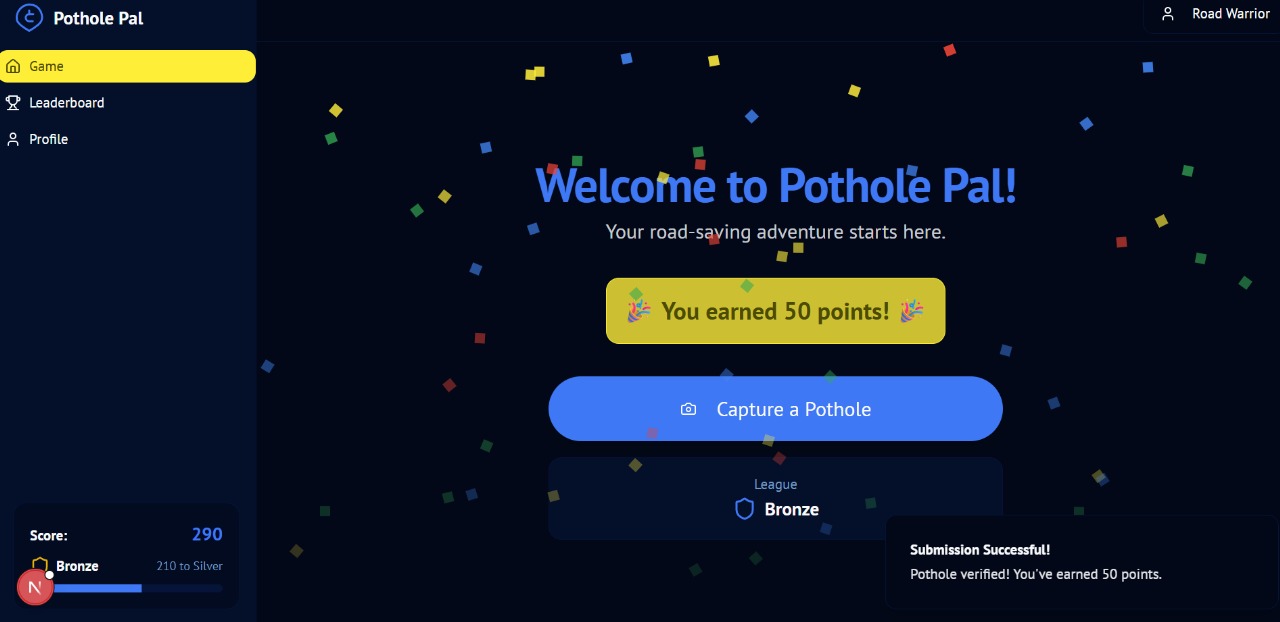 Pothole Pal
Road Warrior
Game
Leaderboard
Profile
Welcome to Pothole Pal!
Your road-saving adventure starts here.
🎉 You earned 50 points! 🎉
Capture a Pothole
League
Bronze
Score: 290
Bronze 210 to Silver
N
Submission Successful!
Pothole verified! You've earned 50 points.